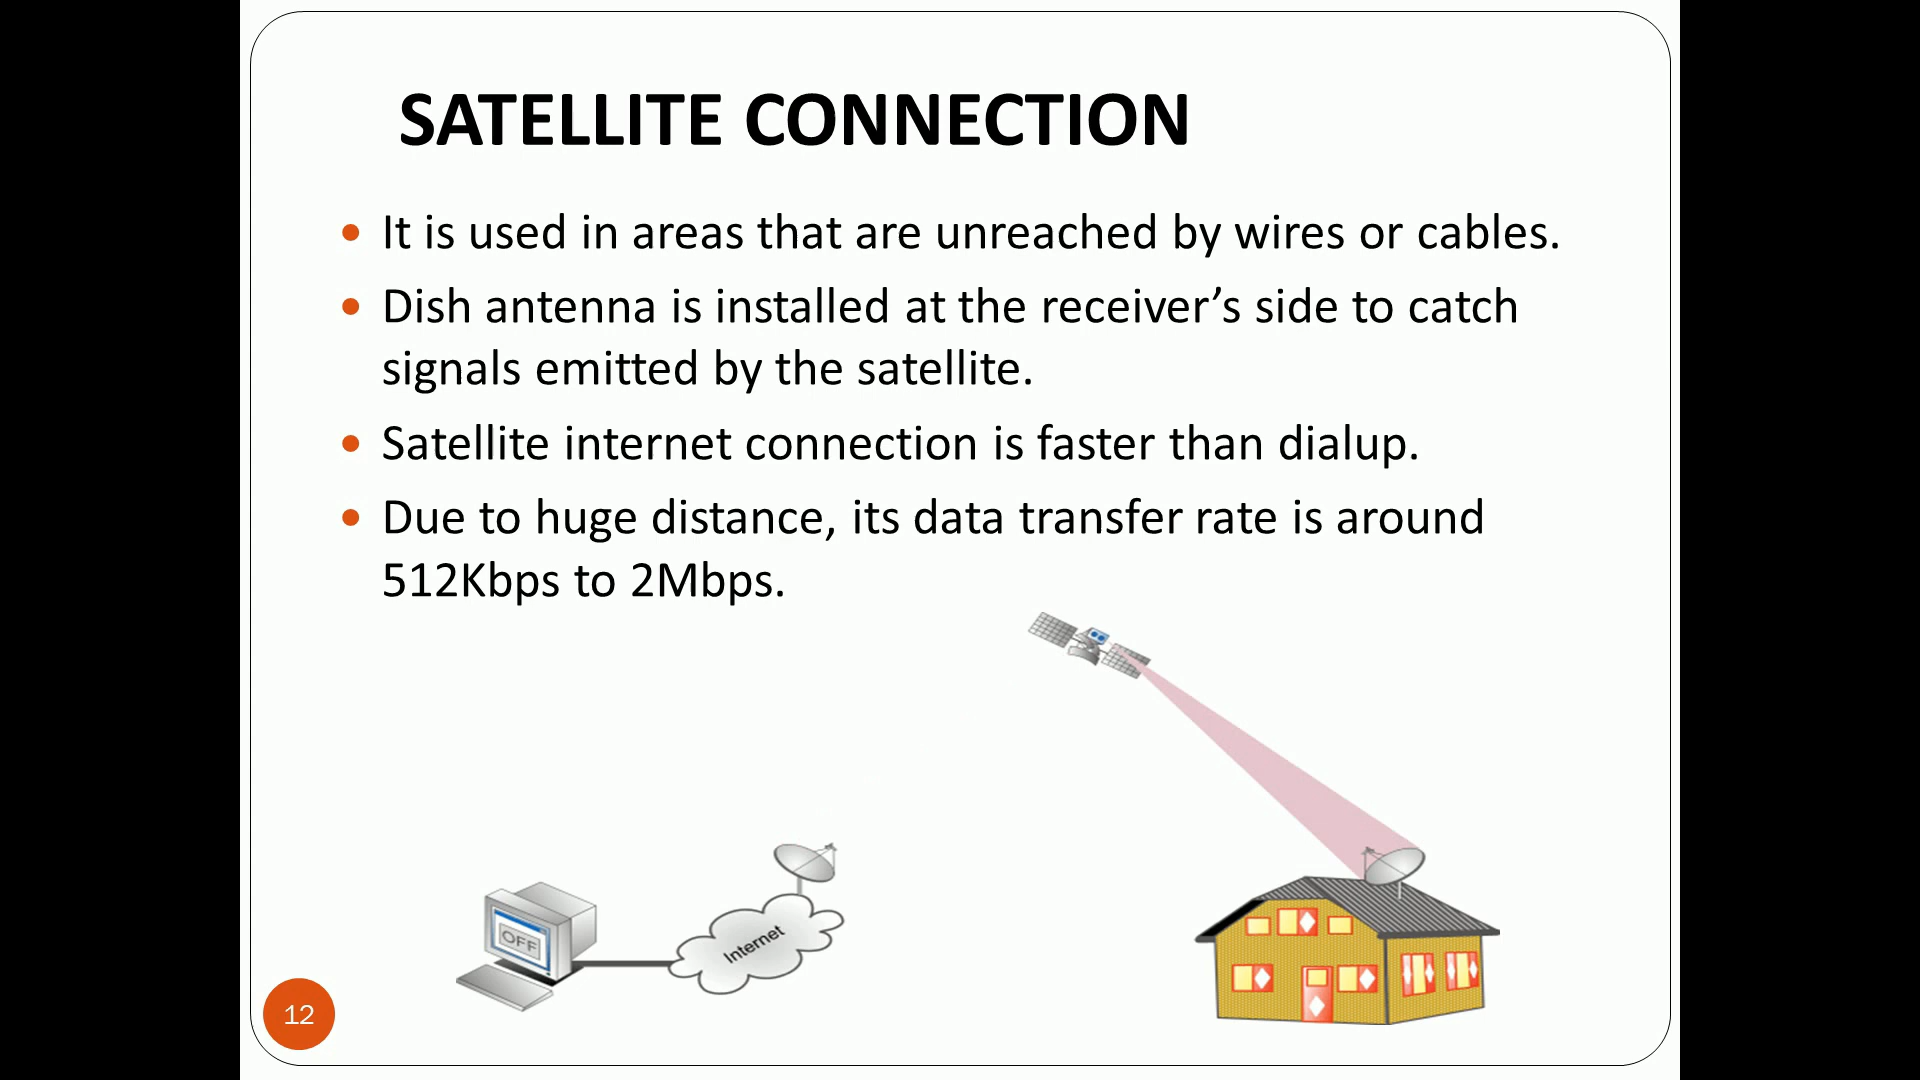 SATELLITE CONNECTION
• It is used in areas that are unreached by wires or cables.
• Dish antenna is installed at the receiver’s side to catch
signals emitted by the satellite.
• Satellite internet connection is faster than dialup.
• Due to huge distance, its data transfer rate is around
512Kbps to 2Mbps.
OFF
Internet
12